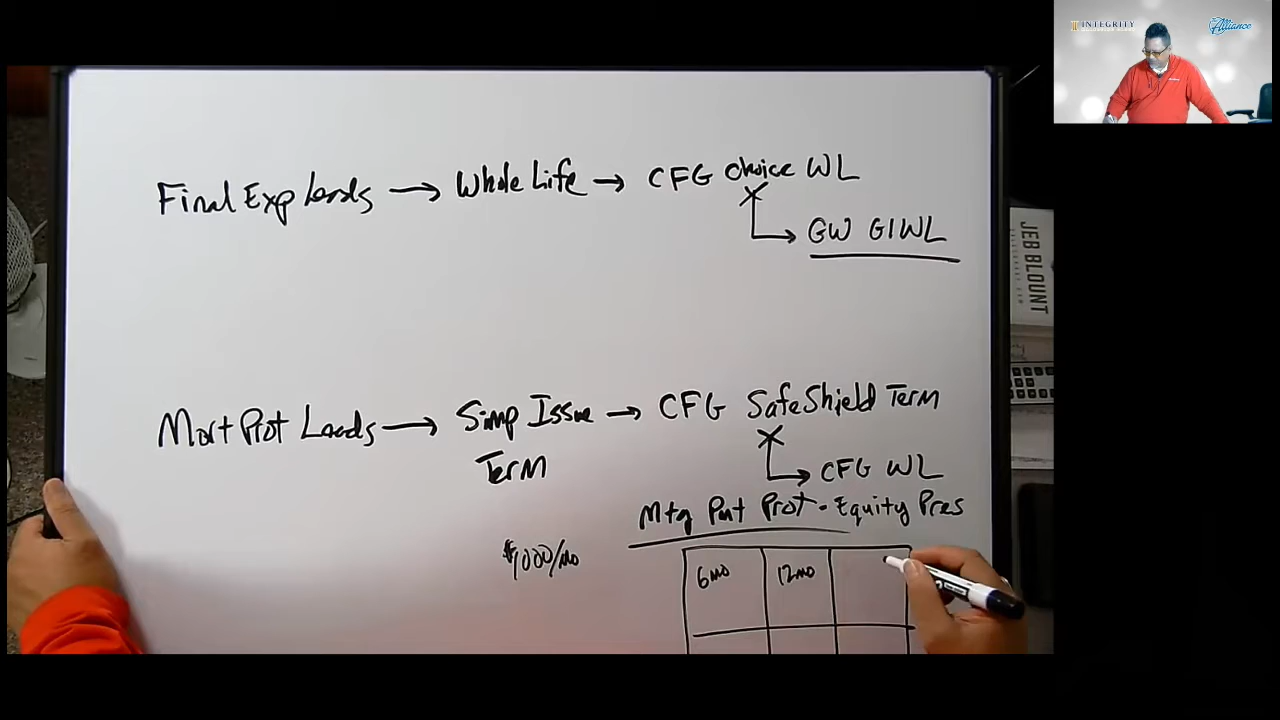 INTEGRITY
Alliance
Final Exp Leads → Whole Life → CFG Choice WL
GW GIWL
JEB BLOUNT
Mort Prot Leads → Simp Issue → CFG SafeShield Term
Term
CFG WL
Mtg Pmt Prot - Equity Pres
$1000/mo
6mo 12mo